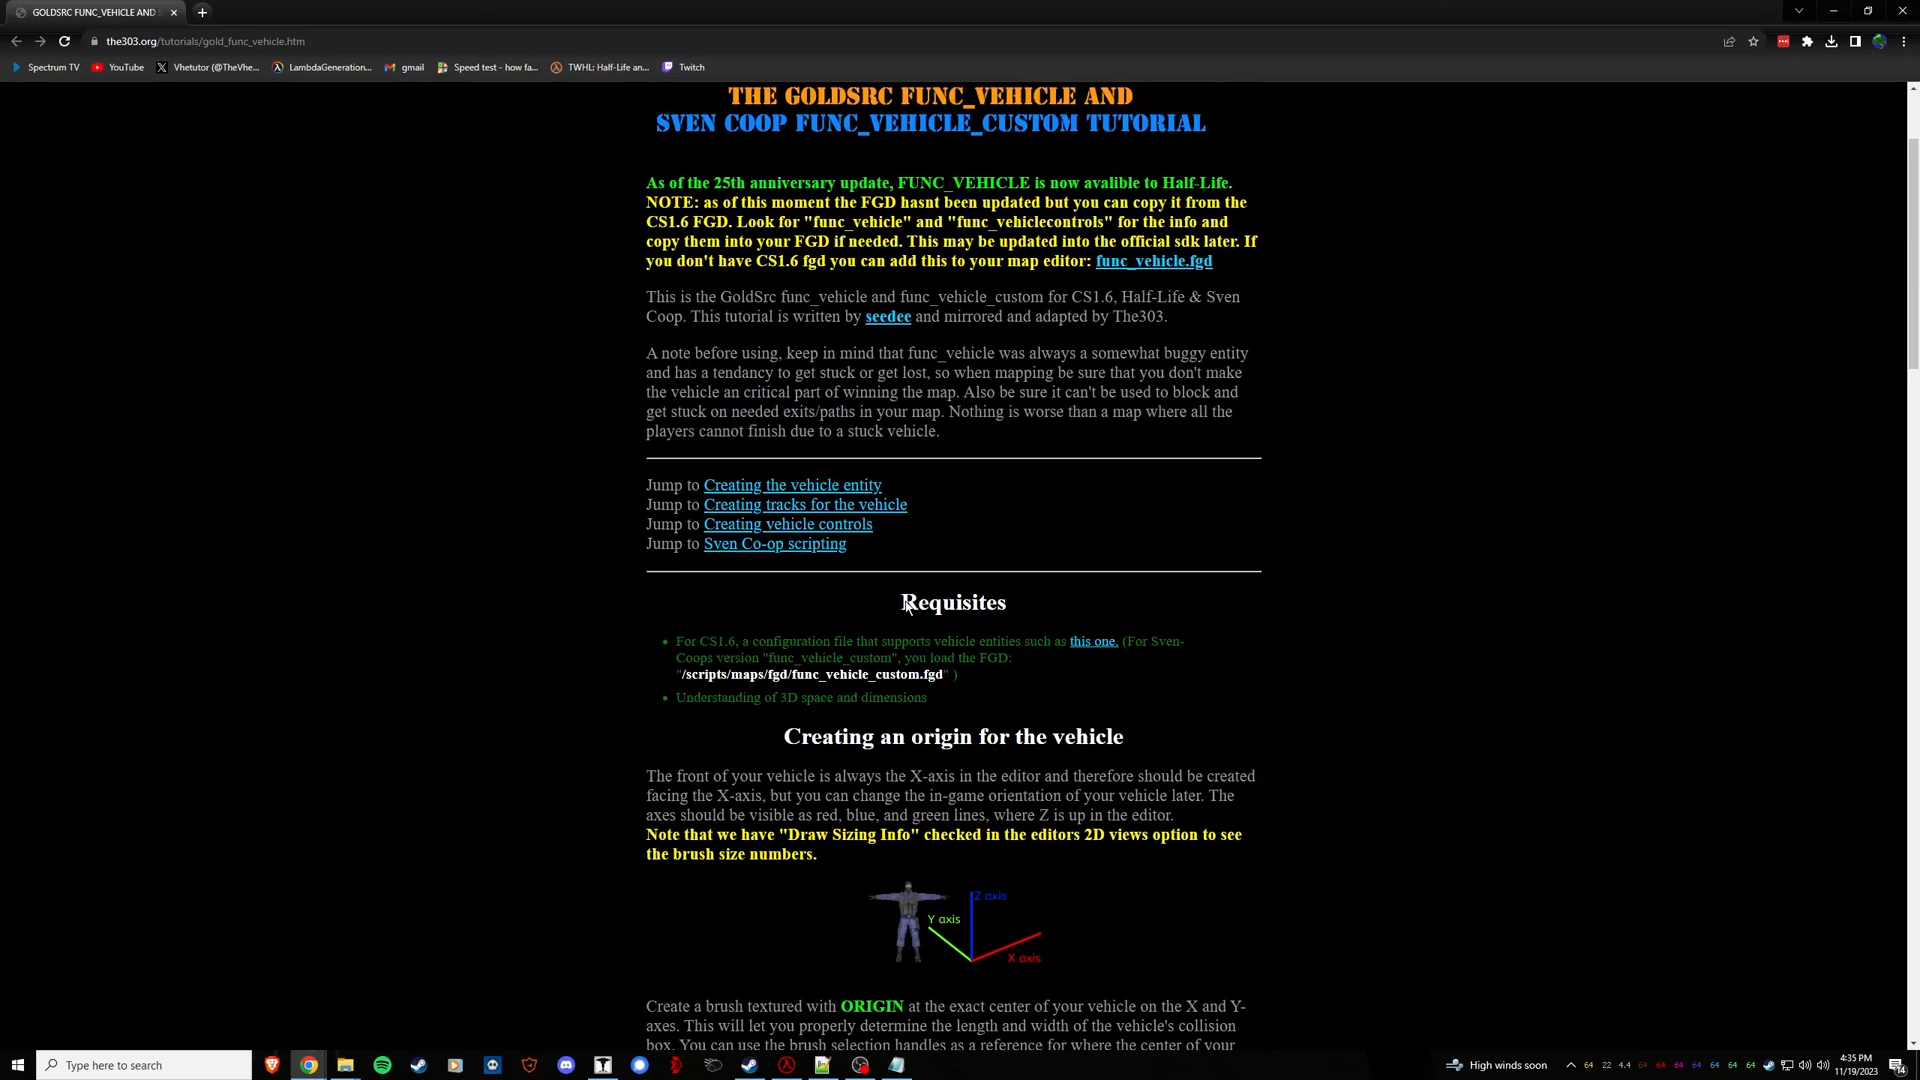 GOLDSRC FUNC_VEHICLE AND
the303.org/tutorials/gold_func_vehicle.htm
Spectrum TV YouTube Vhetutor (@TheVhe... LambdaGeneration... gmail Speed test - how fa... TWHL: Half-Life an... Twitch
THE GOLDSRC FUNC_VEHICLE AND
SVEN COOP FUNC_VEHICLE_CUSTOM TUTORIAL
As of the 25th anniversary update, FUNC_VEHICLE is now avalible to Half-Life.
NOTE: as of this moment the FGD hasnt been updated but you can copy it from the
CS1.6 FGD. Look for "func_vehicle" and "func_vehiclecontrols" for the info and
copy them into your FGD if needed. This may be updated into the official sdk later. If
you don't have CS1.6 fgd you can add this to your map editor: func_vehicle.fgd
This is the GoldSrc func_vehicle and func_vehicle_custom for CS1.6, Half-Life & Sven
Coop. This tutorial is written by seedee and mirrored and adapted by The303.
A note before using, keep in mind that func_vehicle was always a somewhat buggy entity
and has a tendancy to get stuck or get lost, so when mapping be sure that you don't make
the vehicle an critical part of winning the map. Also be sure it can't be used to block and
get stuck on needed exits/paths in your map. Nothing is worse than a map where all the
players cannot finish due to a stuck vehicle.
Jump to Creating the vehicle entity
Jump to Creating tracks for the vehicle
Jump to Creating vehicle controls
Jump to Sven Co-op scripting
Requisites
• For CS1.6, a configuration file that supports vehicle entities such as this one. (For Sven-
Coops version "func_vehicle_custom", you load the FGD:
"/scripts/maps/fgd/func_vehicle_custom.fgd" )
• Understanding of 3D space and dimensions
Creating an origin for the vehicle
The front of your vehicle is always the X-axis in the editor and therefore should be created
facing the X-axis, but you can change the in-game orientation of your vehicle later. The
axes should be visible as red, blue, and green lines, where Z is up in the editor.
Note that we have "Draw Sizing Info" checked in the editors 2D views option to see
the brush size numbers.
Z axis
Y axis
X axis
Create a brush textured with ORIGIN at the exact center of your vehicle on the X and Y-
axes. This will let you properly determine the length and width of the vehicle's collision
box. You can use the brush selection handles as a reference for where the center of your
Type here to search
High winds soon
64 22 4.4 64 64 64 64 64 64 64
4:35 PM
11/19/2023
14